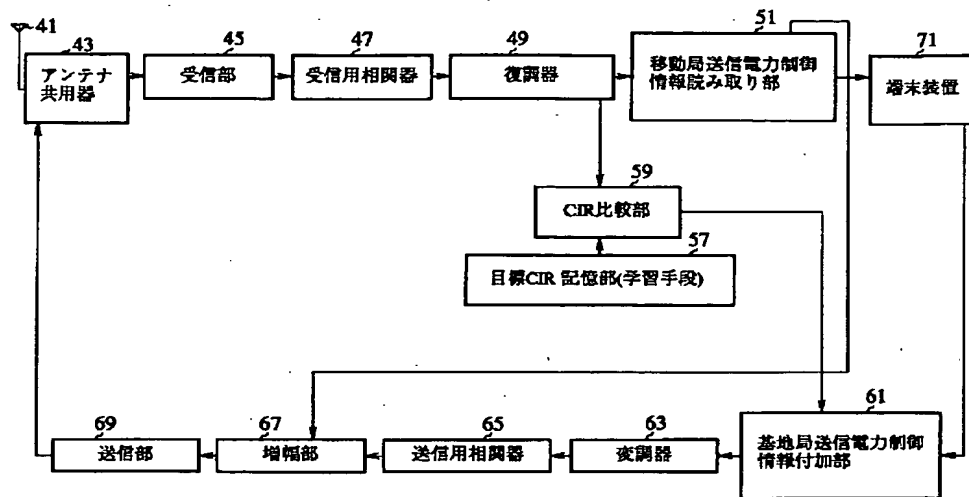 41
43
アンテナ
共用器
45
受信部
47
受信用相関器
49
復調器
51
移動局送信電力制御
情報読み取り部
71
端末装置
59
CIR比較部
57
目標CIR 記憶部(学習手段)
61
基地局送信電力制御
情報付加部
63
変調器
65
送信用相関器
67
増幅部
69
送信部